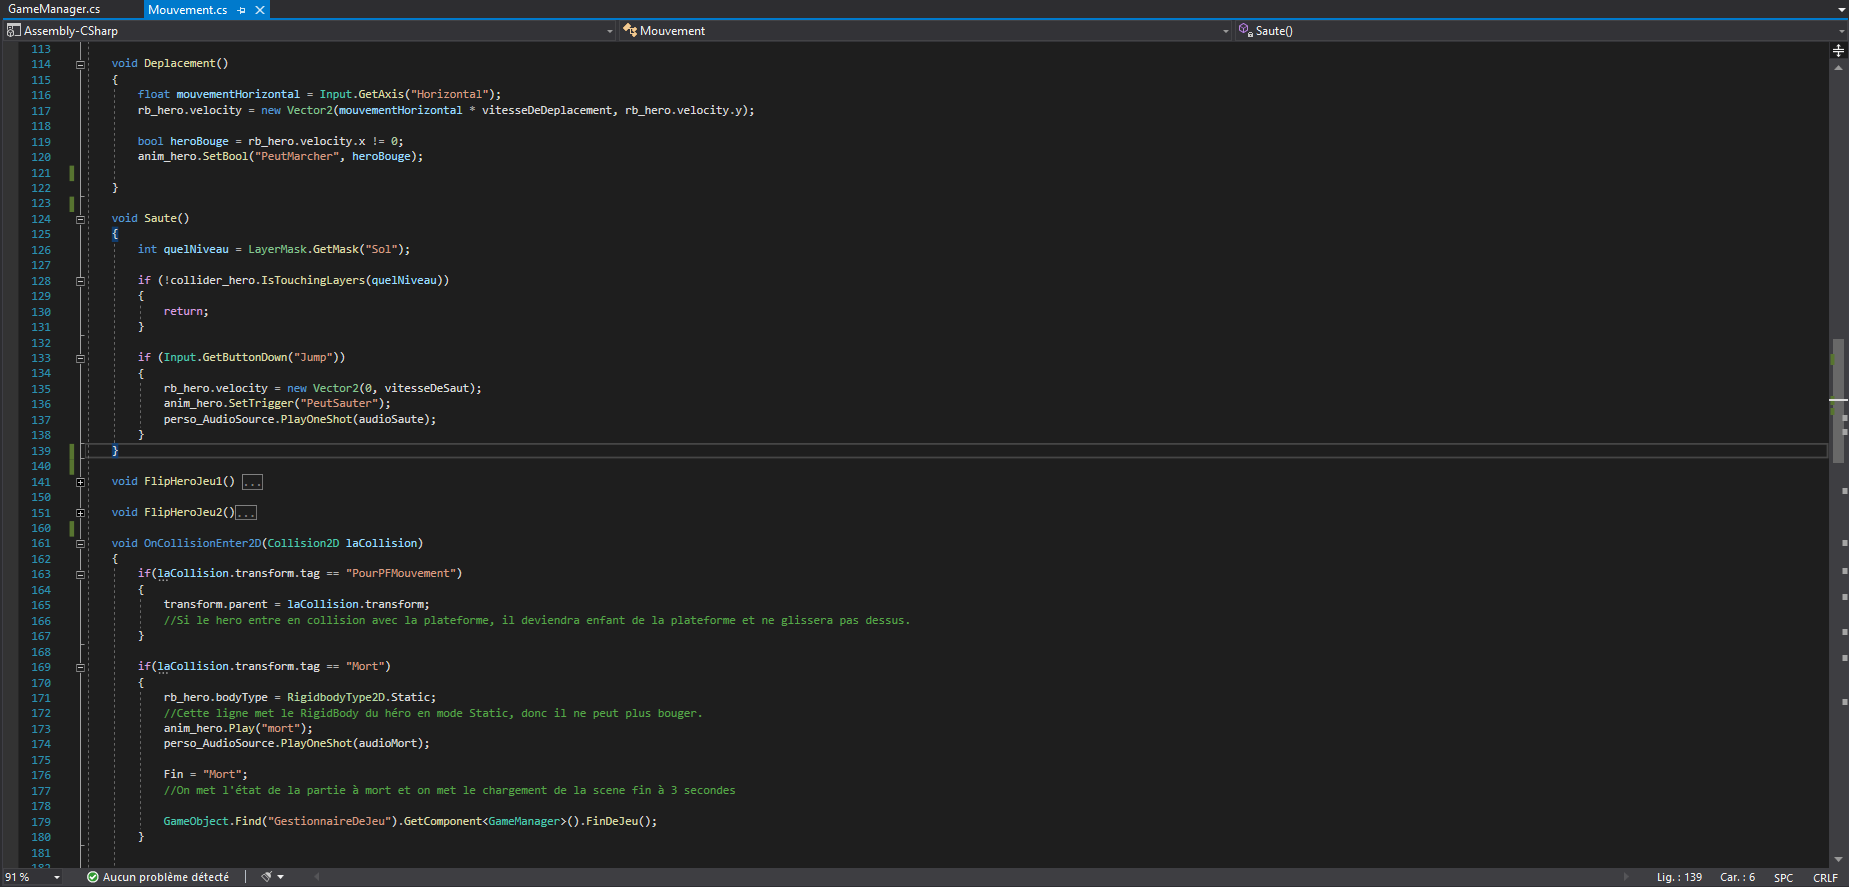 GameManager.cs
Mouvement.cs
Assembly-CSharp
Mouvement
Saute()
113
114 void Deplacement()
115 {
116 float mouvementHorizontal = Input.GetAxis("Horizontal");
117 rb_hero.velocity = new Vector2(mouvementHorizontal * vitesseDeDeplacement, rb_hero.velocity.y);
118
119 bool heroBouge = rb_hero.velocity.x != 0;
120 anim_hero.SetBool("PeutMarcher", heroBouge);
121
122 }
123
124 void Saute()
125 {
126 int quelNiveau = LayerMask.GetMask("Sol");
127
128 if (!collider_hero.IsTouchingLayers(quelNiveau))
129 {
130 return;
131 }
132
133 if (Input.GetButtonDown("Jump"))
134 {
135 rb_hero.velocity = new Vector2(0, vitesseDeSaut);
136 anim_hero.SetTrigger("PeutSauter");
137 perso_AudioSource.PlayOneShot(audioSaute);
138 }
139 }
140
141 void FlipHeroJeu1() ...
150
151 void FlipHeroJeu2()...
160
161 void OnCollisionEnter2D(Collision2D laCollision)
162 {
163 if(laCollision.transform.tag == "PourPFMouvement")
164 {
165 transform.parent = laCollision.transform;
166 //Si le hero entre en collision avec la plateforme, il deviendra enfant de la plateforme et ne glissera pas dessus.
167 }
168
169 if(laCollision.transform.tag == "Mort")
170 {
171 rb_hero.bodyType = RigidbodyType2D.Static;
172 //Cette ligne met le RigidBody du héro en mode Static, donc il ne peut plus bouger.
173 anim_hero.Play("mort");
174 perso_AudioSource.PlayOneShot(audioMort);
175
176 Fin = "Mort";
177 //On met l'état de la partie à mort et on met le chargement de la scene fin à 3 secondes
178
179 GameObject.Find("GestionnaireDeJeu").GetComponent<GameManager>().FinDeJeu();
180 }
181
182
91 %
Aucun problème détecté
Lig. : 139
Car. : 6
SPC
CRLF